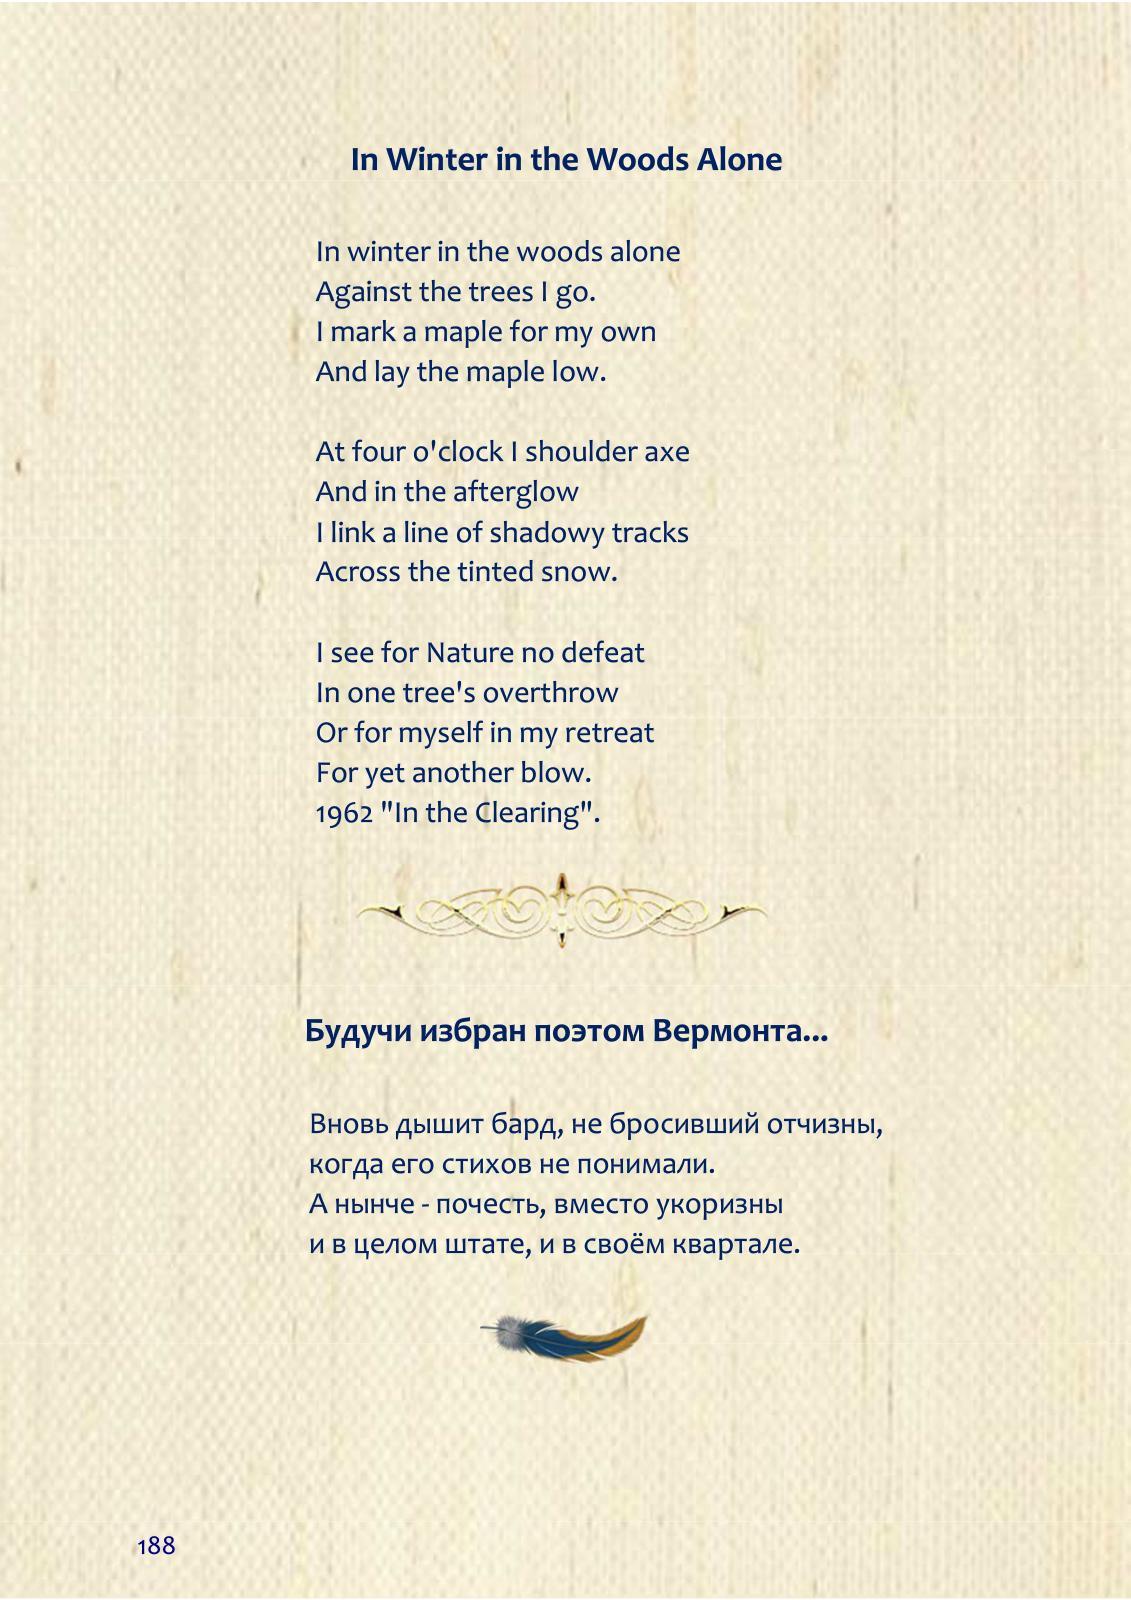 In Winter in the Woods Alone
In winter in the woods alone
Against the trees I go.
I mark a maple for my own
And lay the maple low.
At four o'clock I shoulder axe
And in the afterglow
I link a line of shadowy tracks
Across the tinted snow.
I see for Nature no defeat
In one tree's overthrow
Or for myself in my retreat
For yet another blow.
1962 "In the Clearing".
Будучи избран поэтом Вермонта...
Вновь дышит бард, не бросивший отчизны,
когда его стихов не понимали.
А нынче - почесть, вместо укоризны
и в целом штате, и в своём квартале.
188